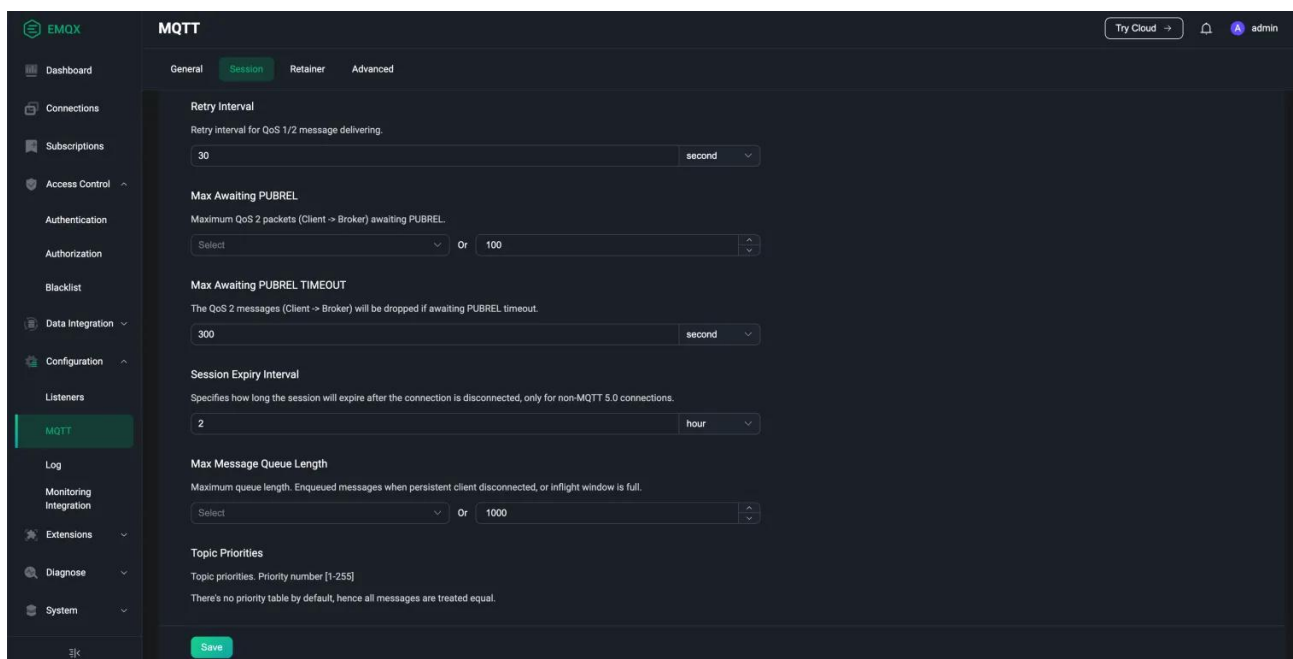 EMQX
MQTT
Try Cloud →
A admin
Dashboard
Connections
Subscriptions
Access Control
Authentication
Authorization
Blacklist
Data Integration
Configuration
Listeners
MQTT
Log
Monitoring
Integration
Extensions
Diagnose
System
General Session Retainer Advanced
Retry Interval
Retry interval for QoS 1/2 message delivering.
30 second
Max Awaiting PUBREL
Maximum QoS 2 packets (Client -> Broker) awaiting PUBREL.
Select Or 100
Max Awaiting PUBREL TIMEOUT
The QoS 2 messages (Client -> Broker) will be dropped if awaiting PUBREL timeout.
300 second
Session Expiry Interval
Specifies how long the session will expire after the connection is disconnected, only for non-MQTT 5.0 connections.
2 hour
Max Message Queue Length
Maximum queue length. Enqueued messages when persistent client disconnected, or inflight window is full.
Select Or 1000
Topic Priorities
Topic priorities. Priority number [1-255]
There's no priority table by default, hence all messages are treated equal.
Save